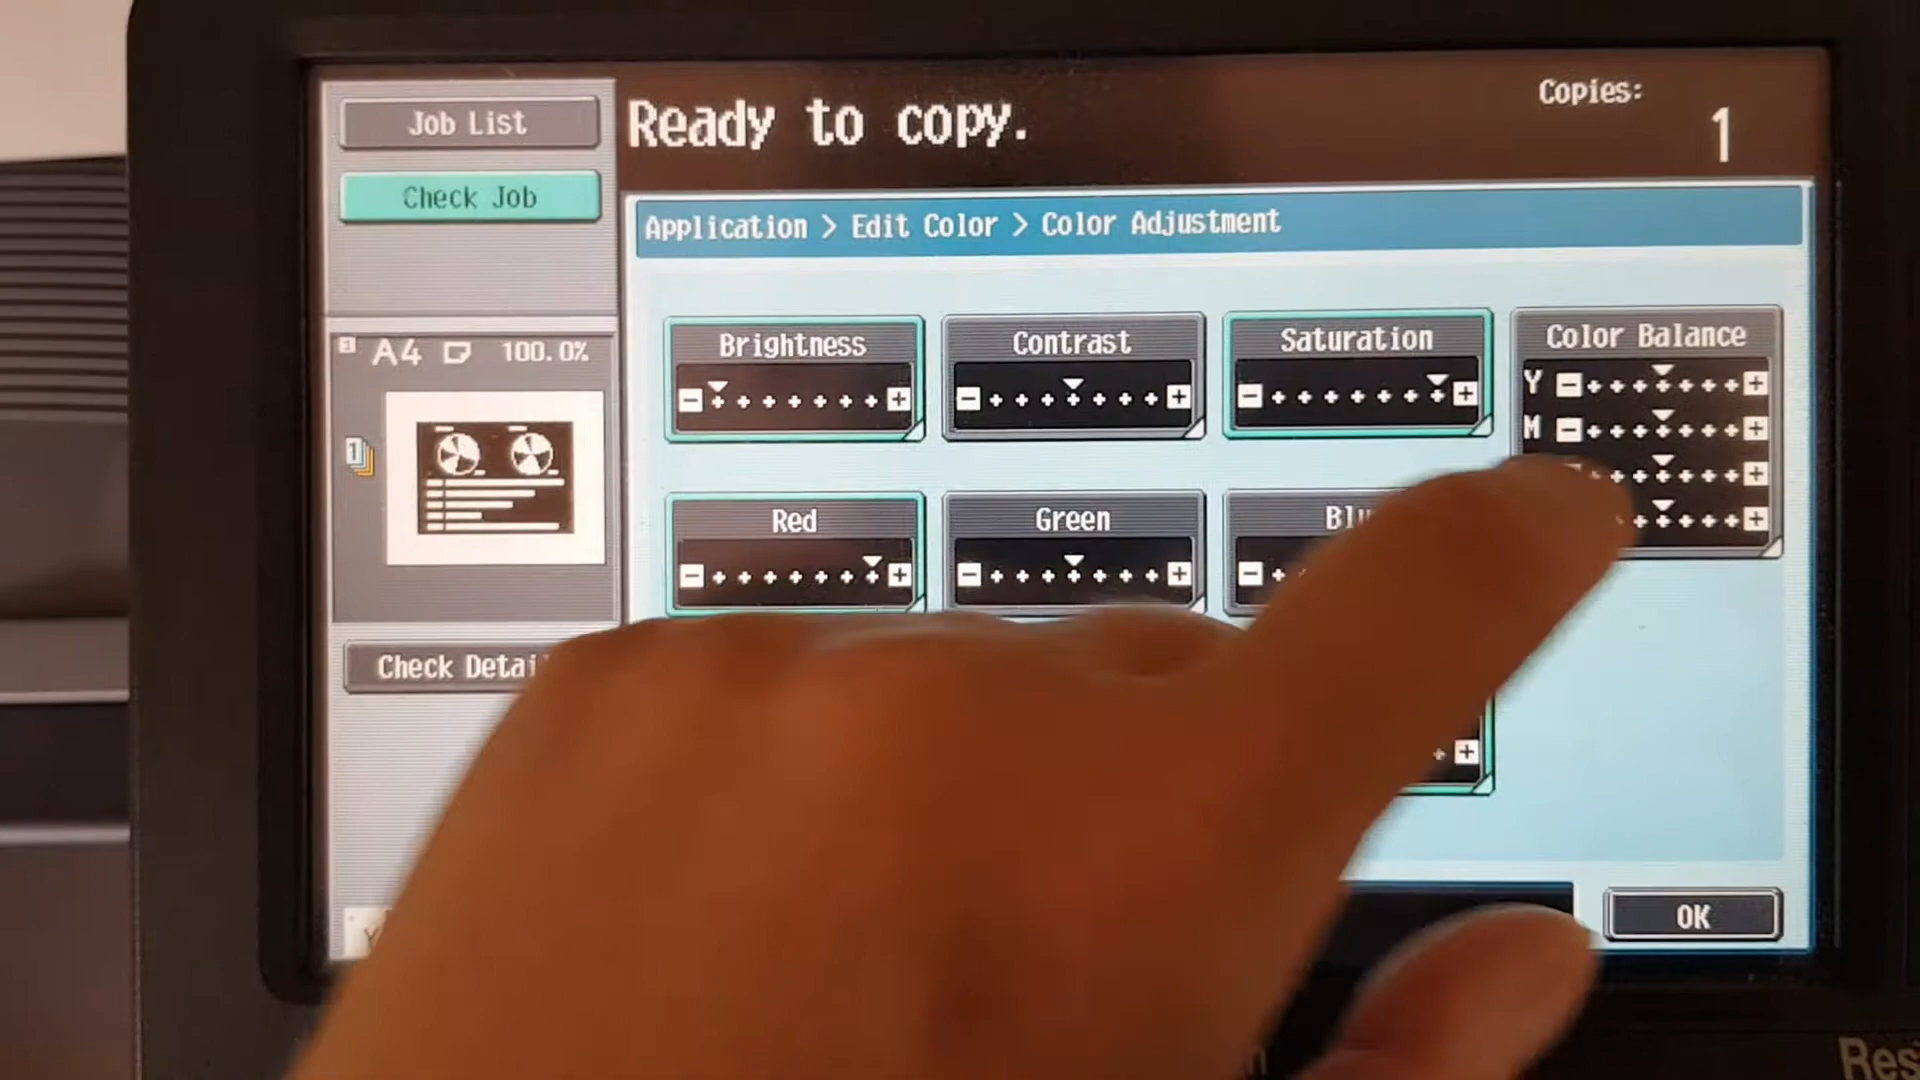 Job List
Check Job
Ready to copy.
Copies:
1
Application > Edit Color > Color Adjustment
A4 100.0%
1
Check
Brightness
Contrast
Saturation
Color Balance
Y
M
Red
Green
OK